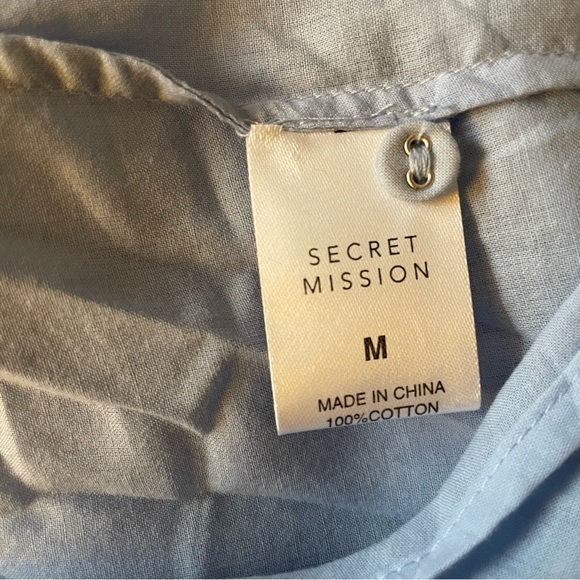 SECRET
MISSION
M
MADE IN CHINA
100%COTTON